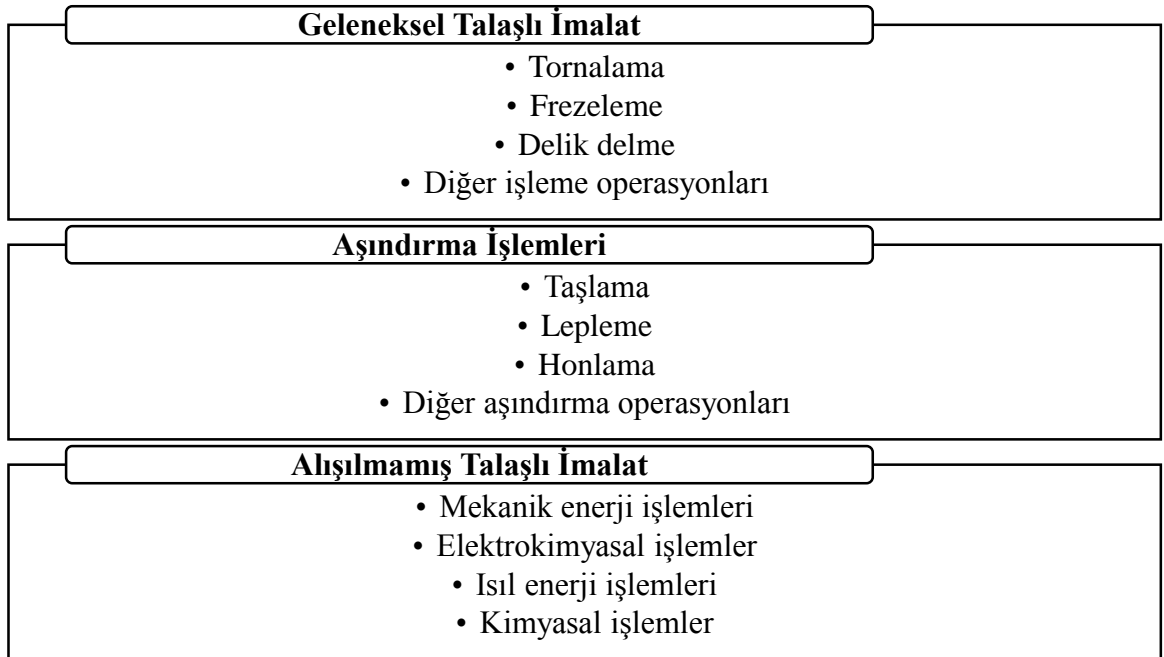 Geleneksel Talaşlı İmalat
• Tornalama
• Frezeleme
• Delik delme
• Diğer işleme operasyonları
Aşındırma İşlemleri
• Taşlama
• Lepleme
• Honlama
• Diğer aşındırma operasyonları
Alışılmamış Talaşlı İmalat
• Mekanik enerji işlemleri
• Elektrokimyasal işlemler
• Isıl enerji işlemleri
• Kimyasal işlemler